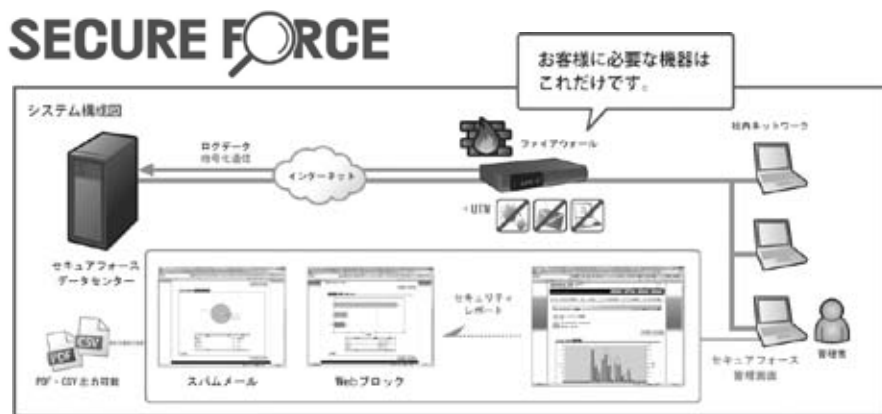 SECURE FORCE
お客様に必要な機器は
これだけです。
システム構成図
社内ネットワーク
ログデータ
暗号化通信
インターネット
ファイアウォール
+UTM
セキュアフォース
データセンター
セキュリティ
レポート
PDF
CSV
PDF・CSV出力可能
スパムメール
Webブロック
セキュアフォース
管理画面
管理者